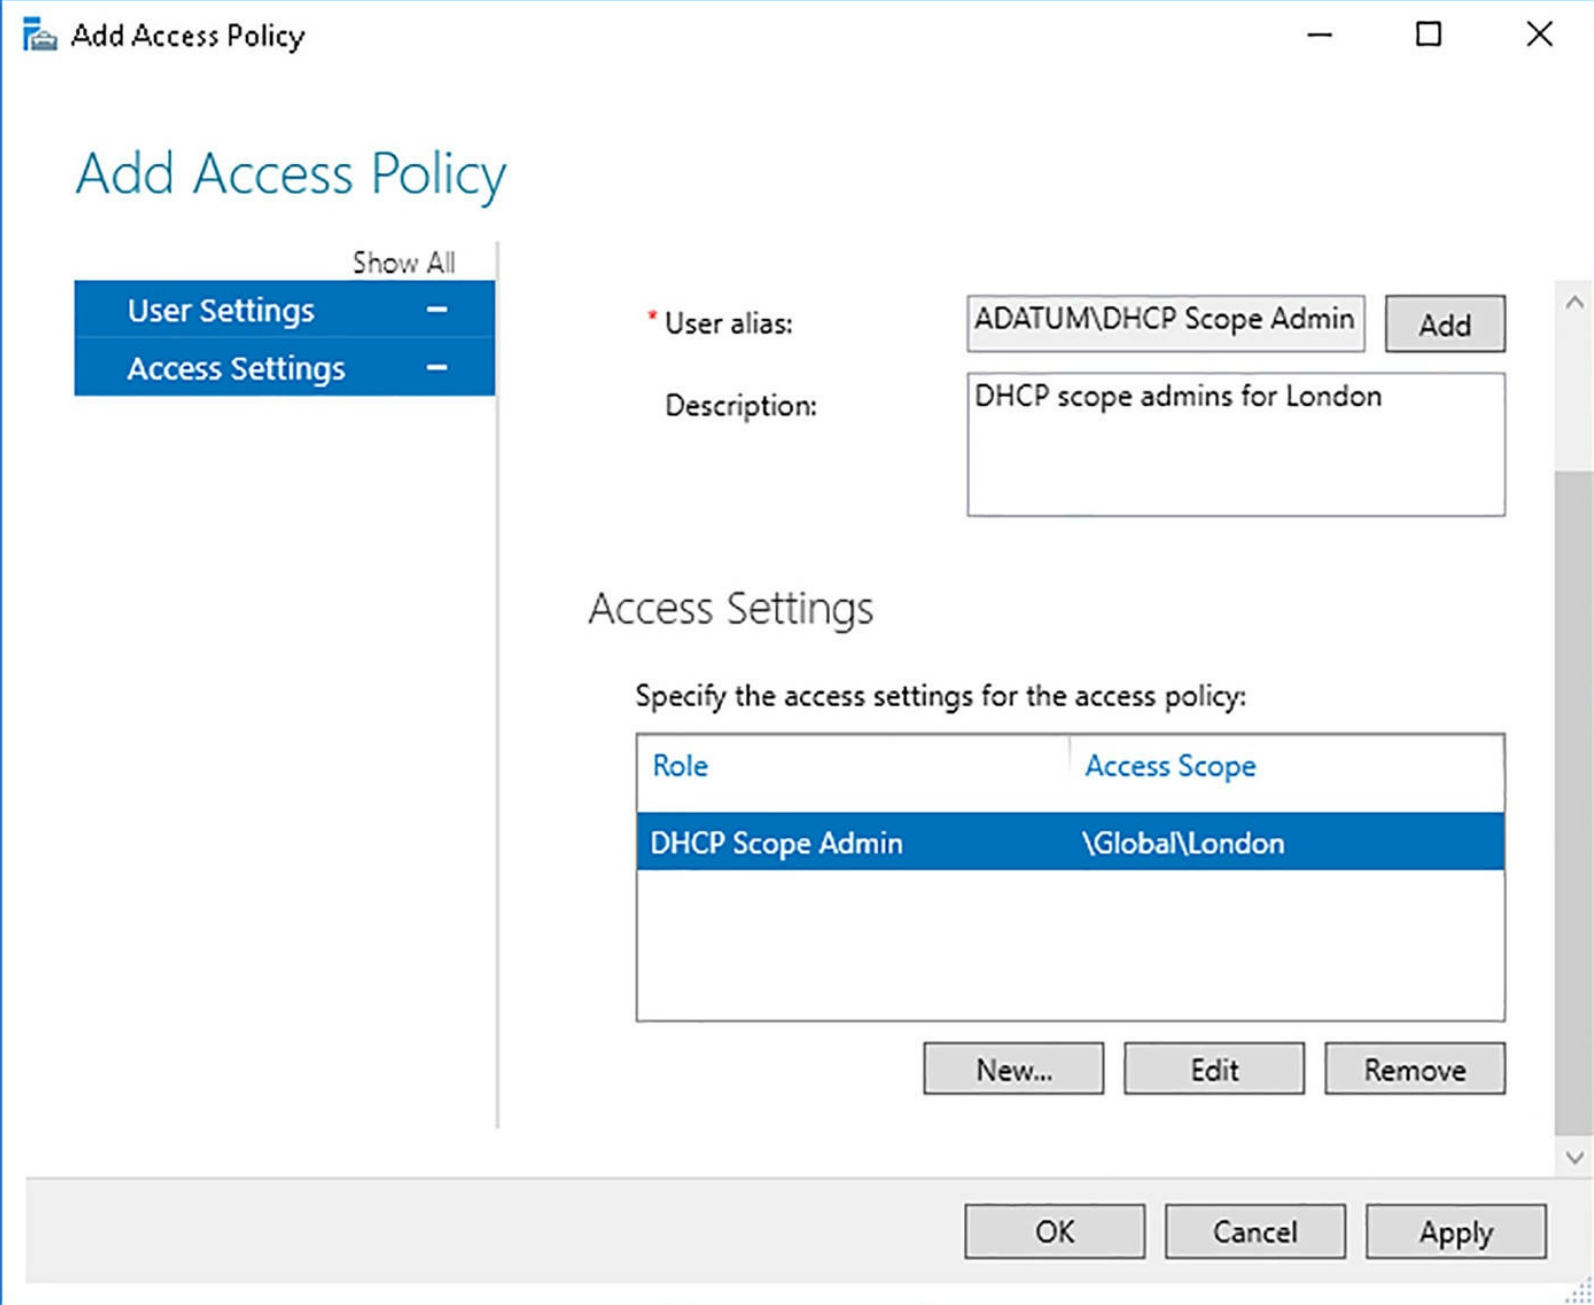 Add Access Policy
Add Access Policy
Show All
User Settings
Access Settings
* User alias:
ADATUM\DHCP Scope Admin
Add
Description:
DHCP scope admins for London
Access Settings
Specify the access settings for the access policy:
Role Access Scope
DHCP Scope Admin \Global\London
New... Edit Remove
OK Cancel Apply